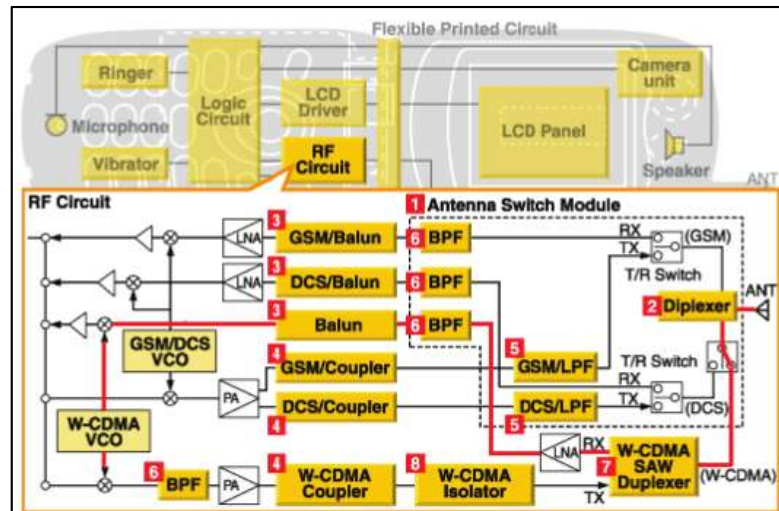 Flexible Printed Circuit
Ringer
Logic
Circuit
LCD
Driver
Camera
unit
Microphone
LCD Panel
Vibrator
RF
Circuit
Speaker
ANT
RF Circuit
1 Antenna Switch Module
LNA
3
GSM/Balun
6
BPF
RX
TX
(GSM)
T/R Switch
LNA
3
DCS/Balun
6
BPF
2
Diplexer
ANT
3
Balun
6
BPF
GSM/DCS
VCO
4
GSM/Coupler
5
GSM/LPF
T/R Switch
RX
PA
DCS/Coupler
4
DCS/LPF
5
TX
(DCS)
W-CDMA
VCO
LNA
RX
W-CDMA
SAW
Duplexer
7
(W-CDMA)
6
BPF
PA
4
W-CDMA
Coupler
8
W-CDMA
Isolator
TX